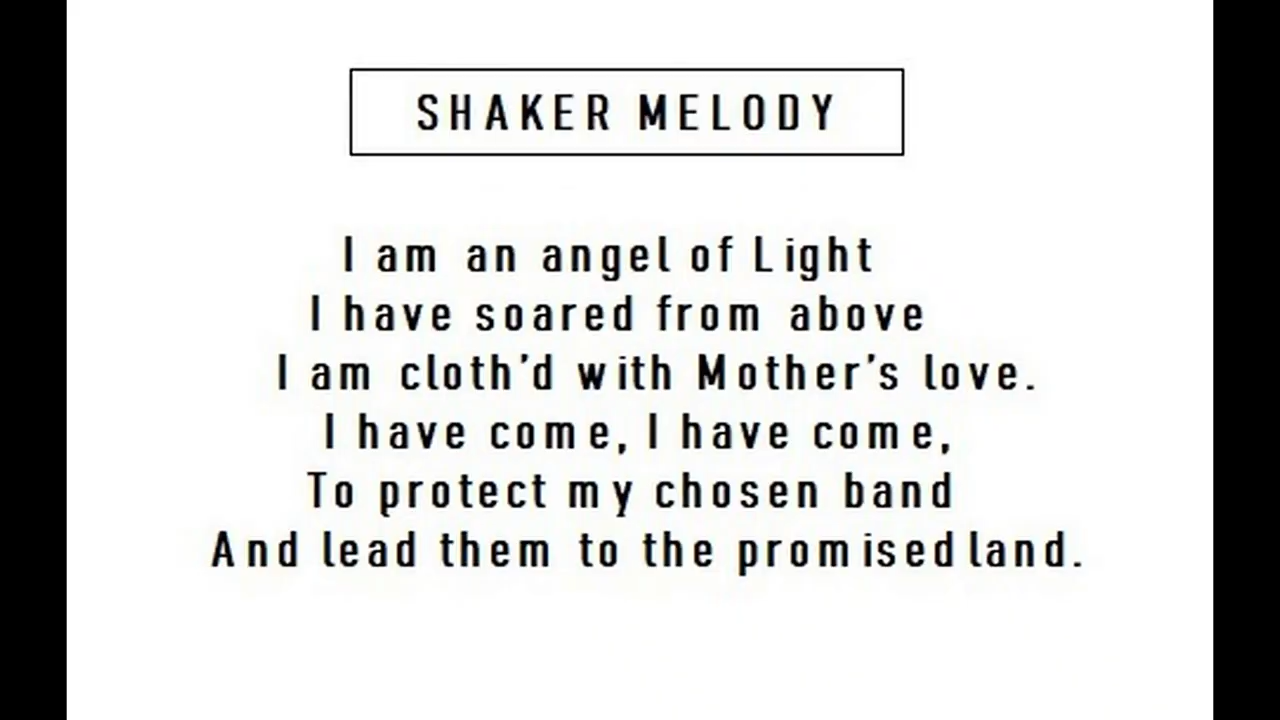 SHAKER MELODY
I am an angel of Light
I have soared from above
I am cloth’d with Mother’s love.
I have come, I have come,
To protect my chosen band
And lead them to the promised land.